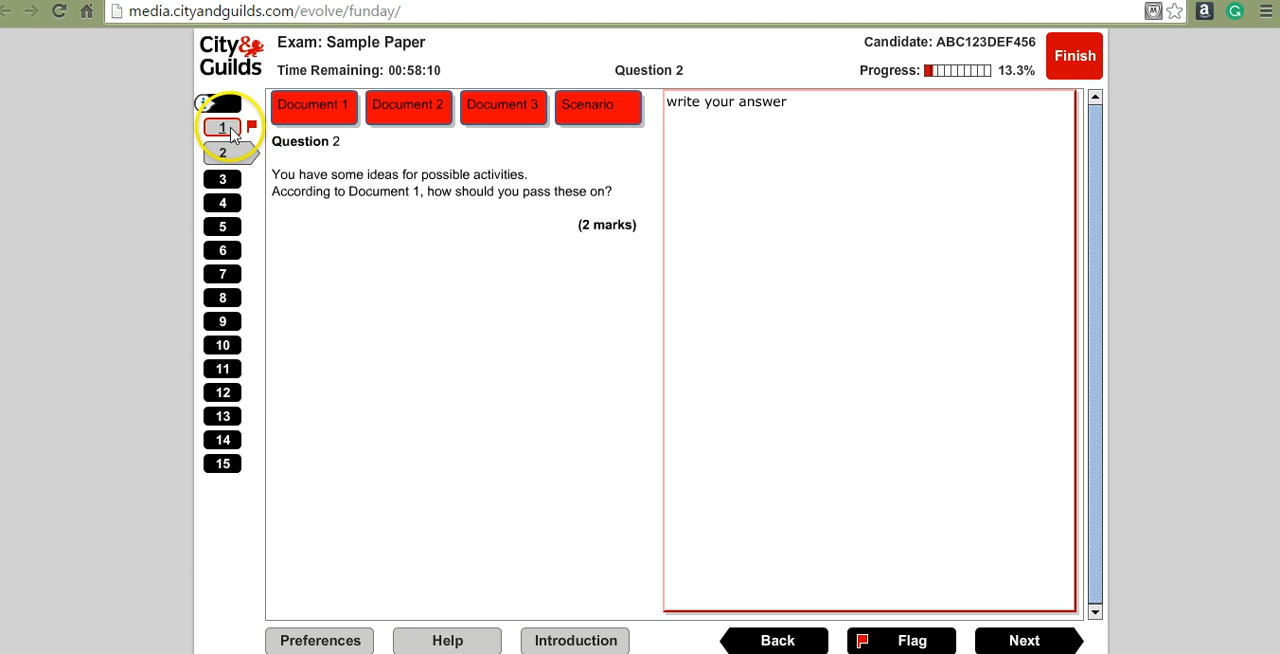 media.cityandguilds.com/evolve/funday/
City&
Guilds
Exam: Sample Paper
Candidate: ABC123DEF456
Finish
Time Remaining: 00:58:10
Question 2
Progress:
13.3%
Document 1
Document 2
Document 3
Scenario
write your answer
1
2
3
4
5
6
7
8
9
10
11
12
13
14
15
Question 2
You have some ideas for possible activities.
According to Document 1, how should you pass these on?
(2 marks)
Preferences
Help
Introduction
Back
Flag
Next